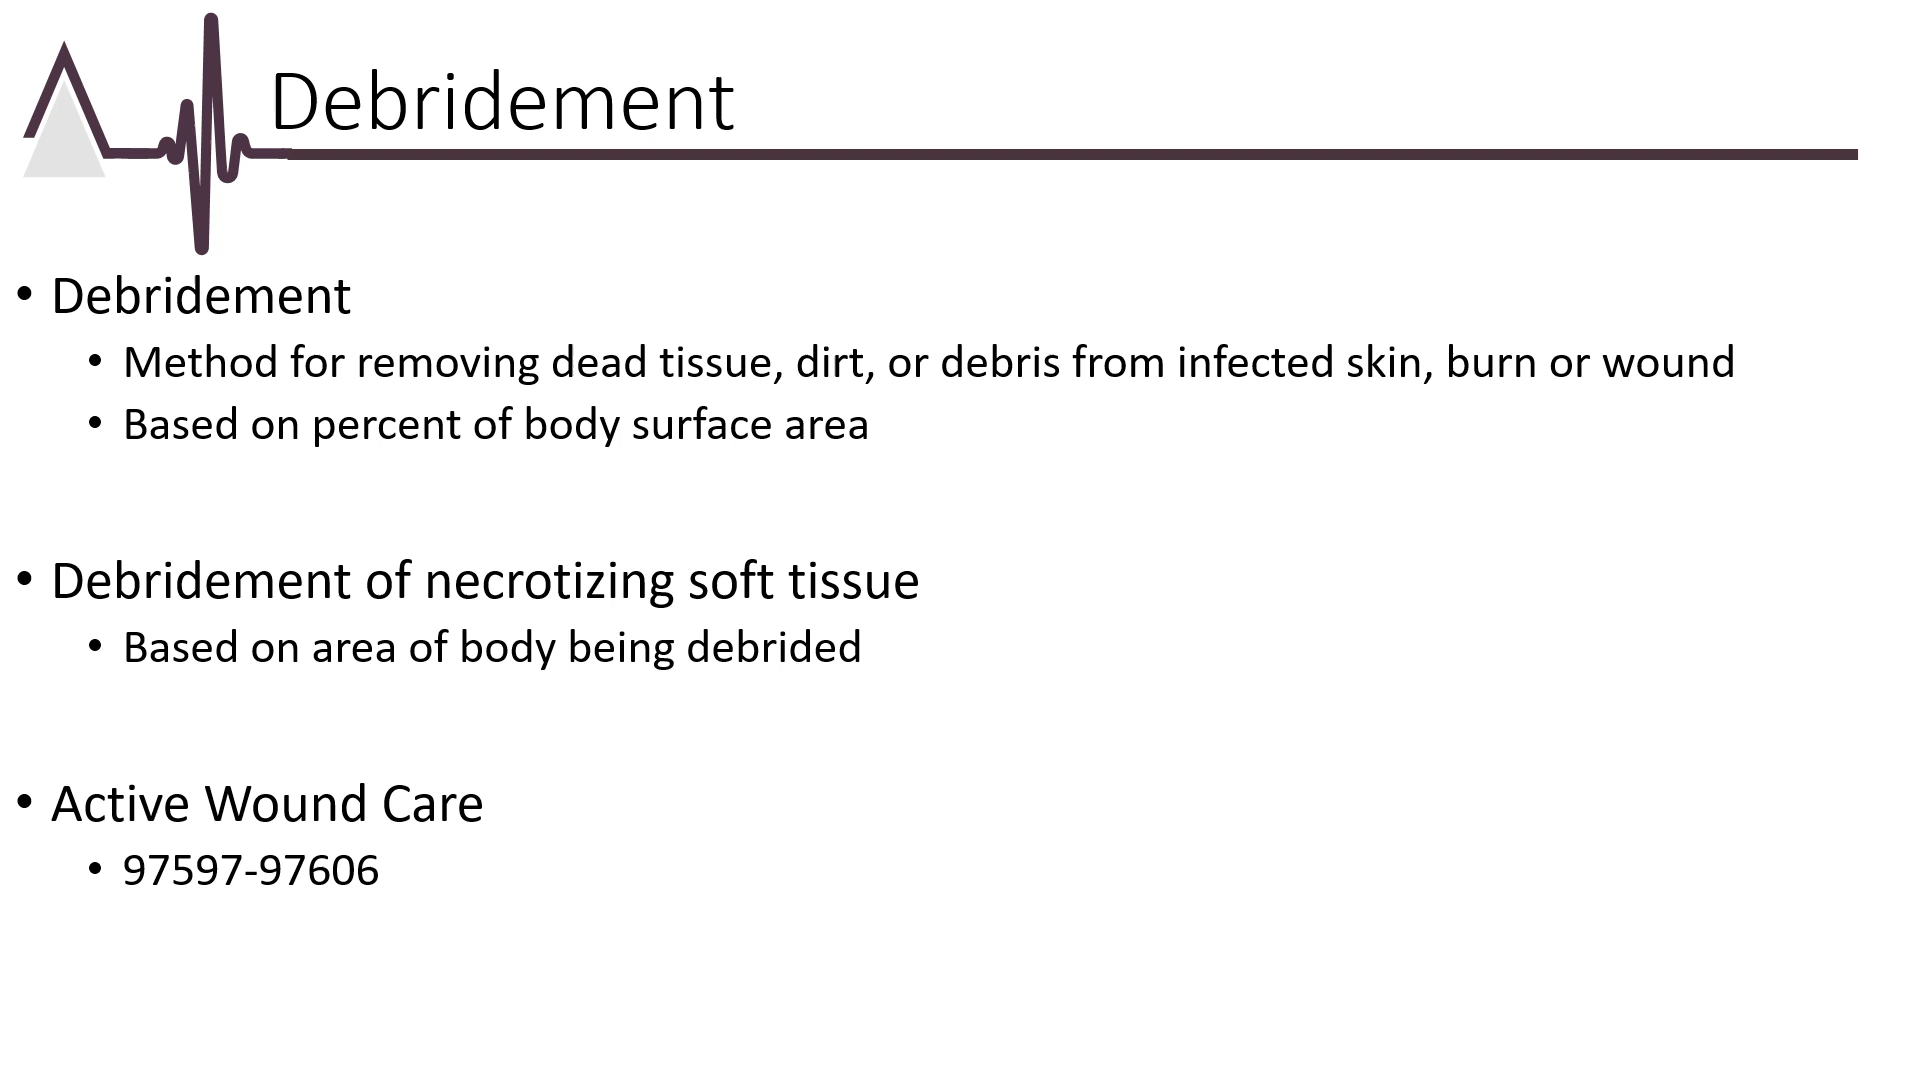 Debridement
• Debridement
• Method for removing dead tissue, dirt, or debris from infected skin, burn or wound
• Based on percent of body surface area
• Debridement of necrotizing soft tissue
• Based on area of body being debrided
• Active Wound Care
• 97597-97606